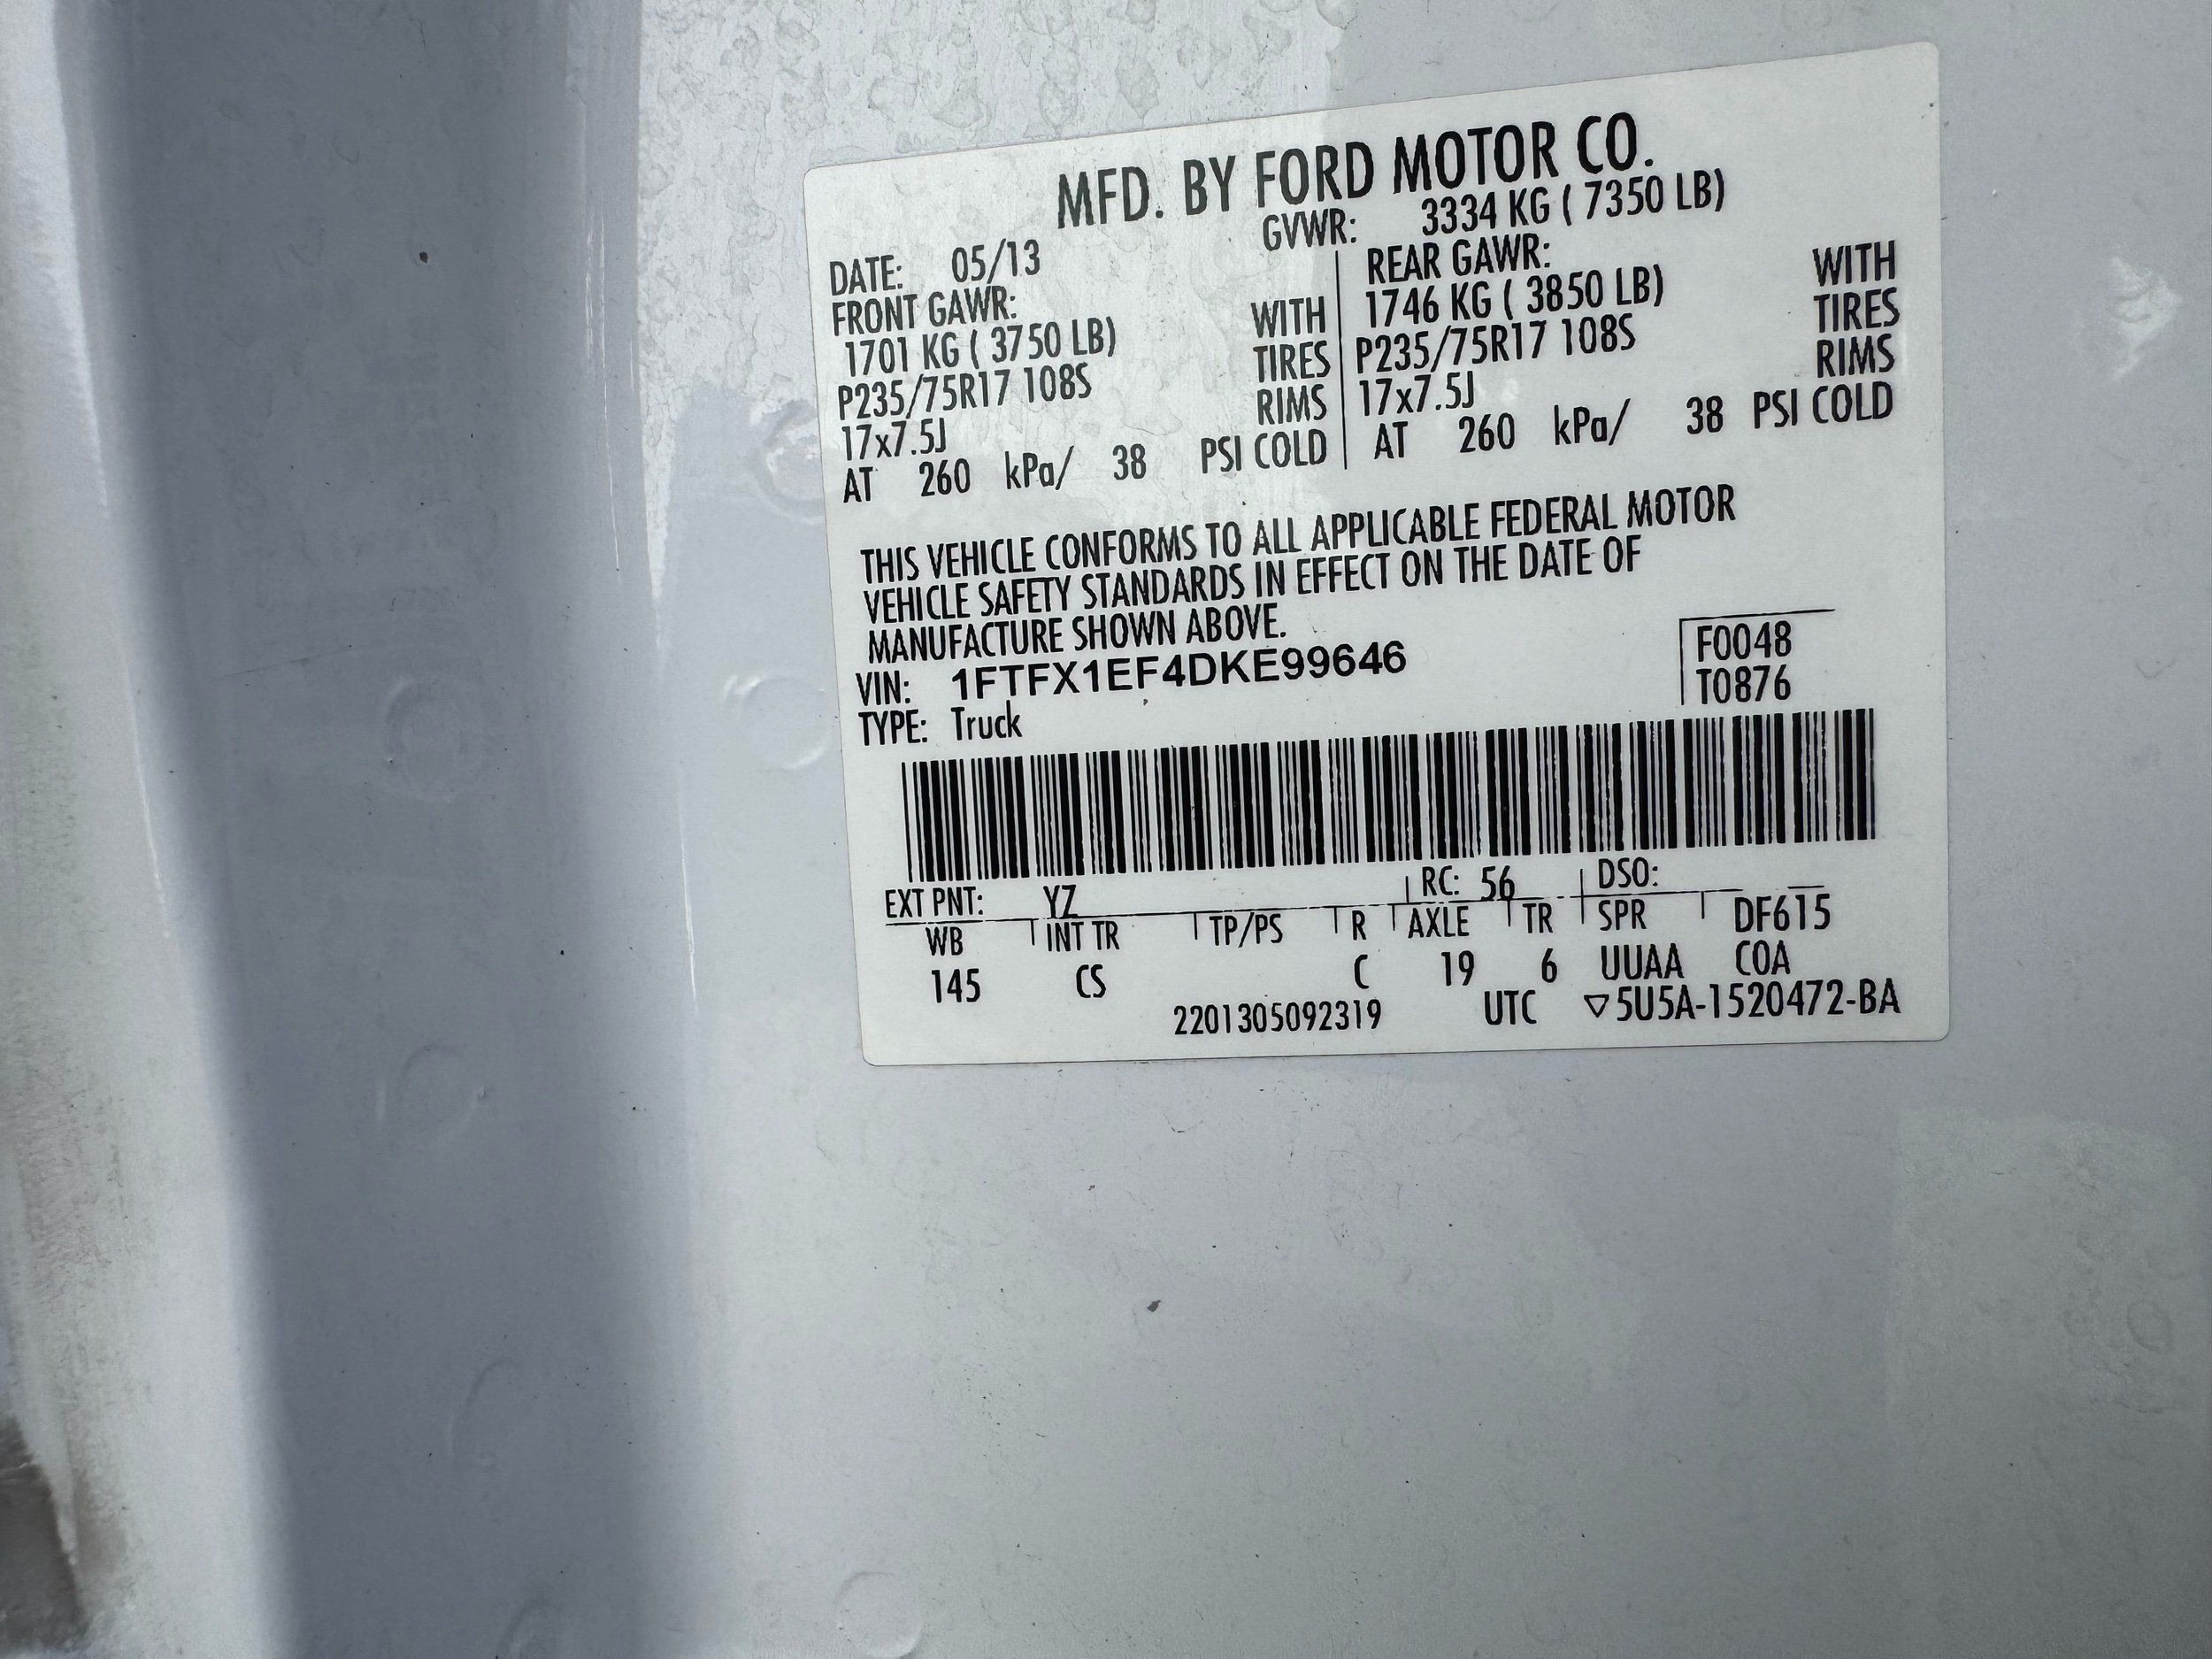 MFD. BY FORD MOTOR CO.
DATE: 05/13 GVWR: 3334 KG ( 7350 LB)
FRONT GAWR: REAR GAWR:
1701 KG ( 3750 LB) WITH 1746 KG ( 3850 LB) WITH
P235/75R17 108S TIRES P235/75R17 108S TIRES
17x7.5J RIMS 17x7.5J RIMS
AT 260 kPa/ 38 PSI COLD AT 260 kPa/ 38 PSI COLD
THIS VEHICLE CONFORMS TO ALL APPLICABLE FEDERAL MOTOR
VEHICLE SAFETY STANDARDS IN EFFECT ON THE DATE OF
MANUFACTURE SHOWN ABOVE.
VIN: 1FTFX1EF4DKE99646 F0048
TYPE: Truck T0876
EXT PNT: YZ RC: 56 DSO:
WB INT TR TP/PS R AXLE TR SPR DF615
145 CS C 19 6 UUAA COA
2201305092319 UTC ▽5U5A-1520472-BA